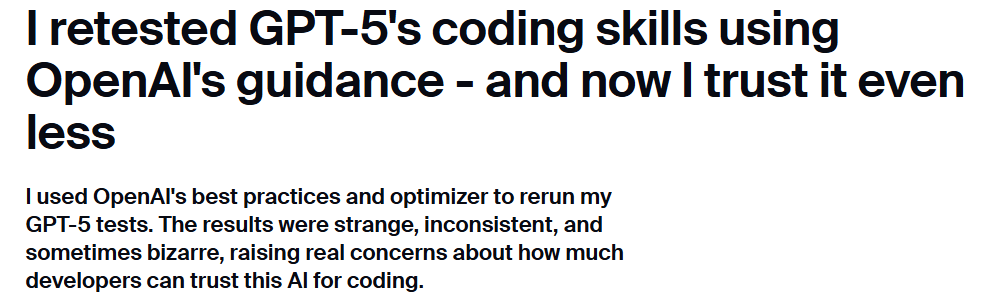 I retested GPT-5's coding skills using
OpenAI's guidance - and now I trust it even
less
I used OpenAI's best practices and optimizer to rerun my
GPT-5 tests. The results were strange, inconsistent, and
sometimes bizarre, raising real concerns about how much
developers can trust this AI for coding.